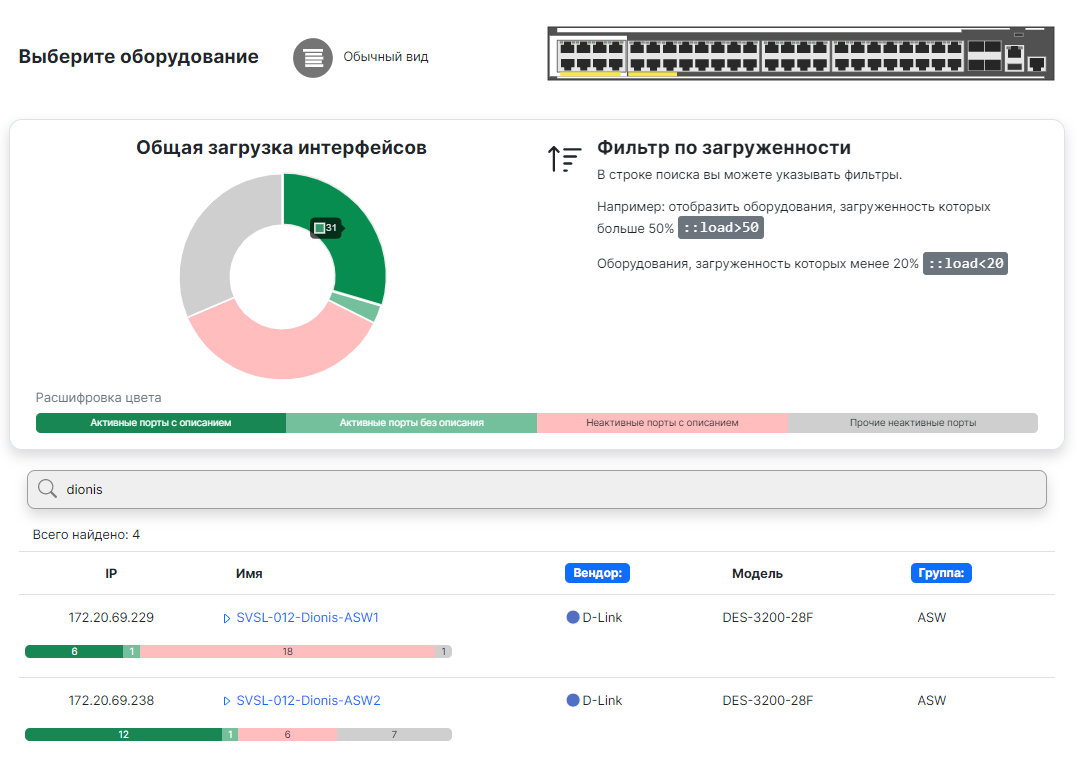 Выберите оборудование
Обычный вид
Общая загрузка интерфейсов
31
Фильтр по загруженности
В строке поиска вы можете указывать фильтры.
Например: отобразить оборудования, загруженность которых
больше 50% ::load>50
Оборудования, загруженность которых менее 20% ::load<20
Расшифровка цвета
Активные порты с описанием Активные порты без описания Неактивные порты с описанием Прочие неактивные порты
dionis
Всего найдено: 4
IP Имя Вендор: Модель Группа:
172.20.69.229 SVSL-012-Dionis-ASW1 D-Link DES-3200-28F ASW
6 1 18 1
172.20.69.238 SVSL-012-Dionis-ASW2 D-Link DES-3200-28F ASW
12 1 6 7